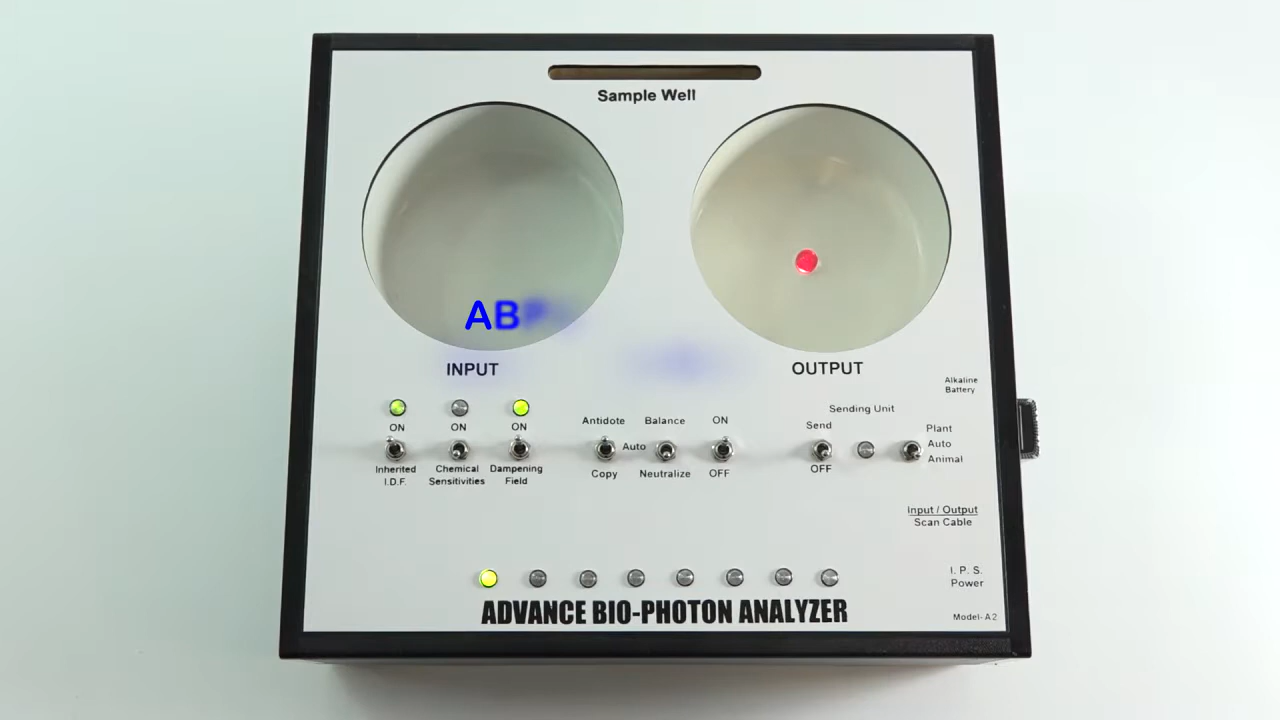 Sample Well
AB
INPUT
OUTPUT
Alkaline
Battery
Sending Unit
ON ON ON
Antidote Balance ON
Send
Plant
Auto
Auto
Animal
Inherited
I.D.F.
Chemical
Sensitivities
Dampening
Field
Copy Neutralize OFF
OFF
Input / Output
Scan Cable
I. P. S.
Power
ADVANCE BIO-PHOTON ANALYZER
Model-A2